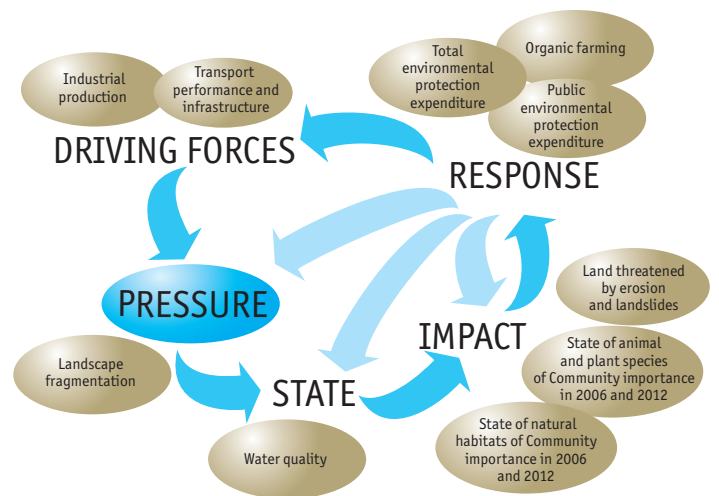 Total
environmental
protection
expenditure
Organic farming
Industrial
production
Transport
performance and
infrastructure
Public
environmental
protection
expenditure
DRIVING FORCES
RESPONSE
PRESSURE
Land threatened
by erosion
and landslides
IMPACT
Landscape
fragmentation
State of animal
and plant species
of Community importance
in 2006 and 2012
STATE
State of natural
habitats of Community
importance in 2006
and 2012
Water quality